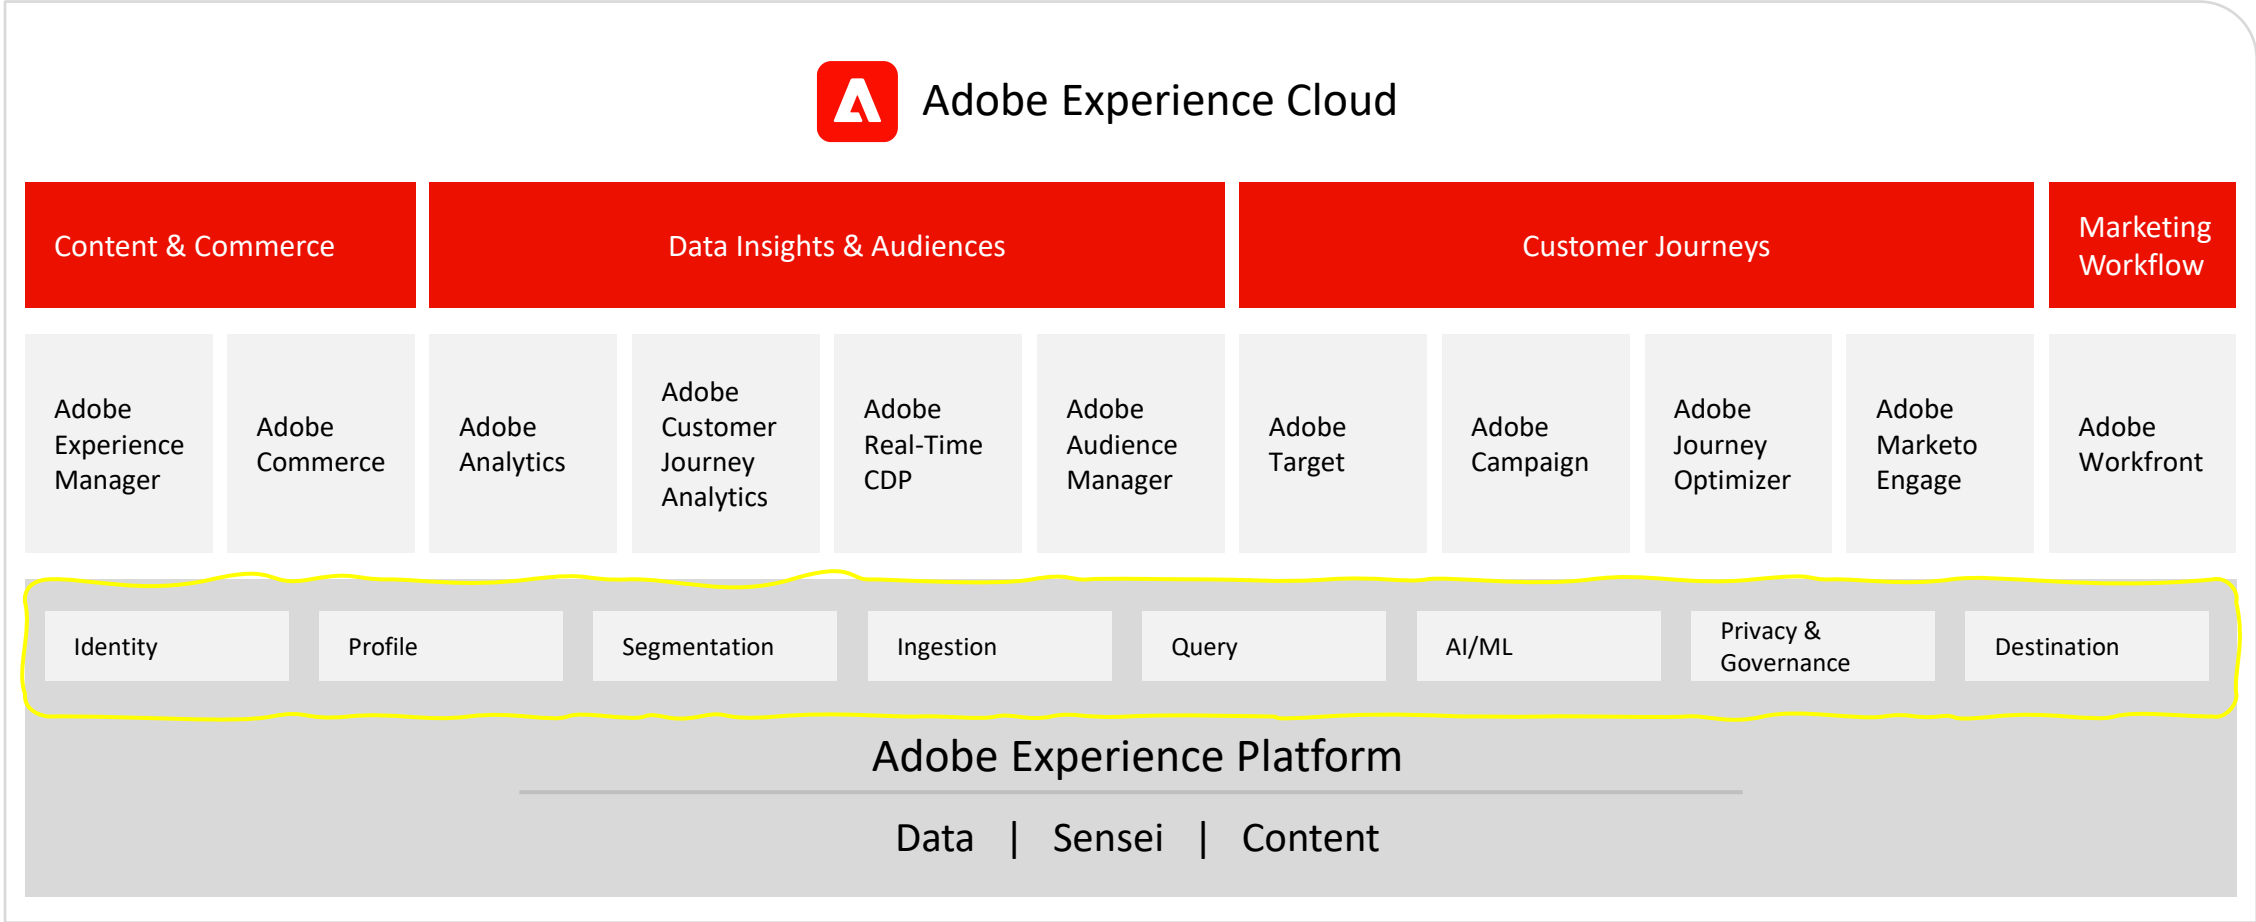 Adobe Experience Cloud
Content & Commerce
Data Insights & Audiences
Customer Journeys
Marketing
Workflow
Adobe
Experience
Manager
Adobe
Commerce
Adobe
Analytics
Adobe
Customer
Journey
Analytics
Adobe
Real-Time
CDP
Adobe
Audience
Manager
Adobe
Target
Adobe
Campaign
Adobe
Journey
Optimizer
Adobe
Marketo
Engage
Adobe
Workfront
Identity
Profile
Segmentation
Ingestion
Query
AI/ML
Privacy &
Governance
Destination
Adobe Experience Platform
Data | Sensei | Content